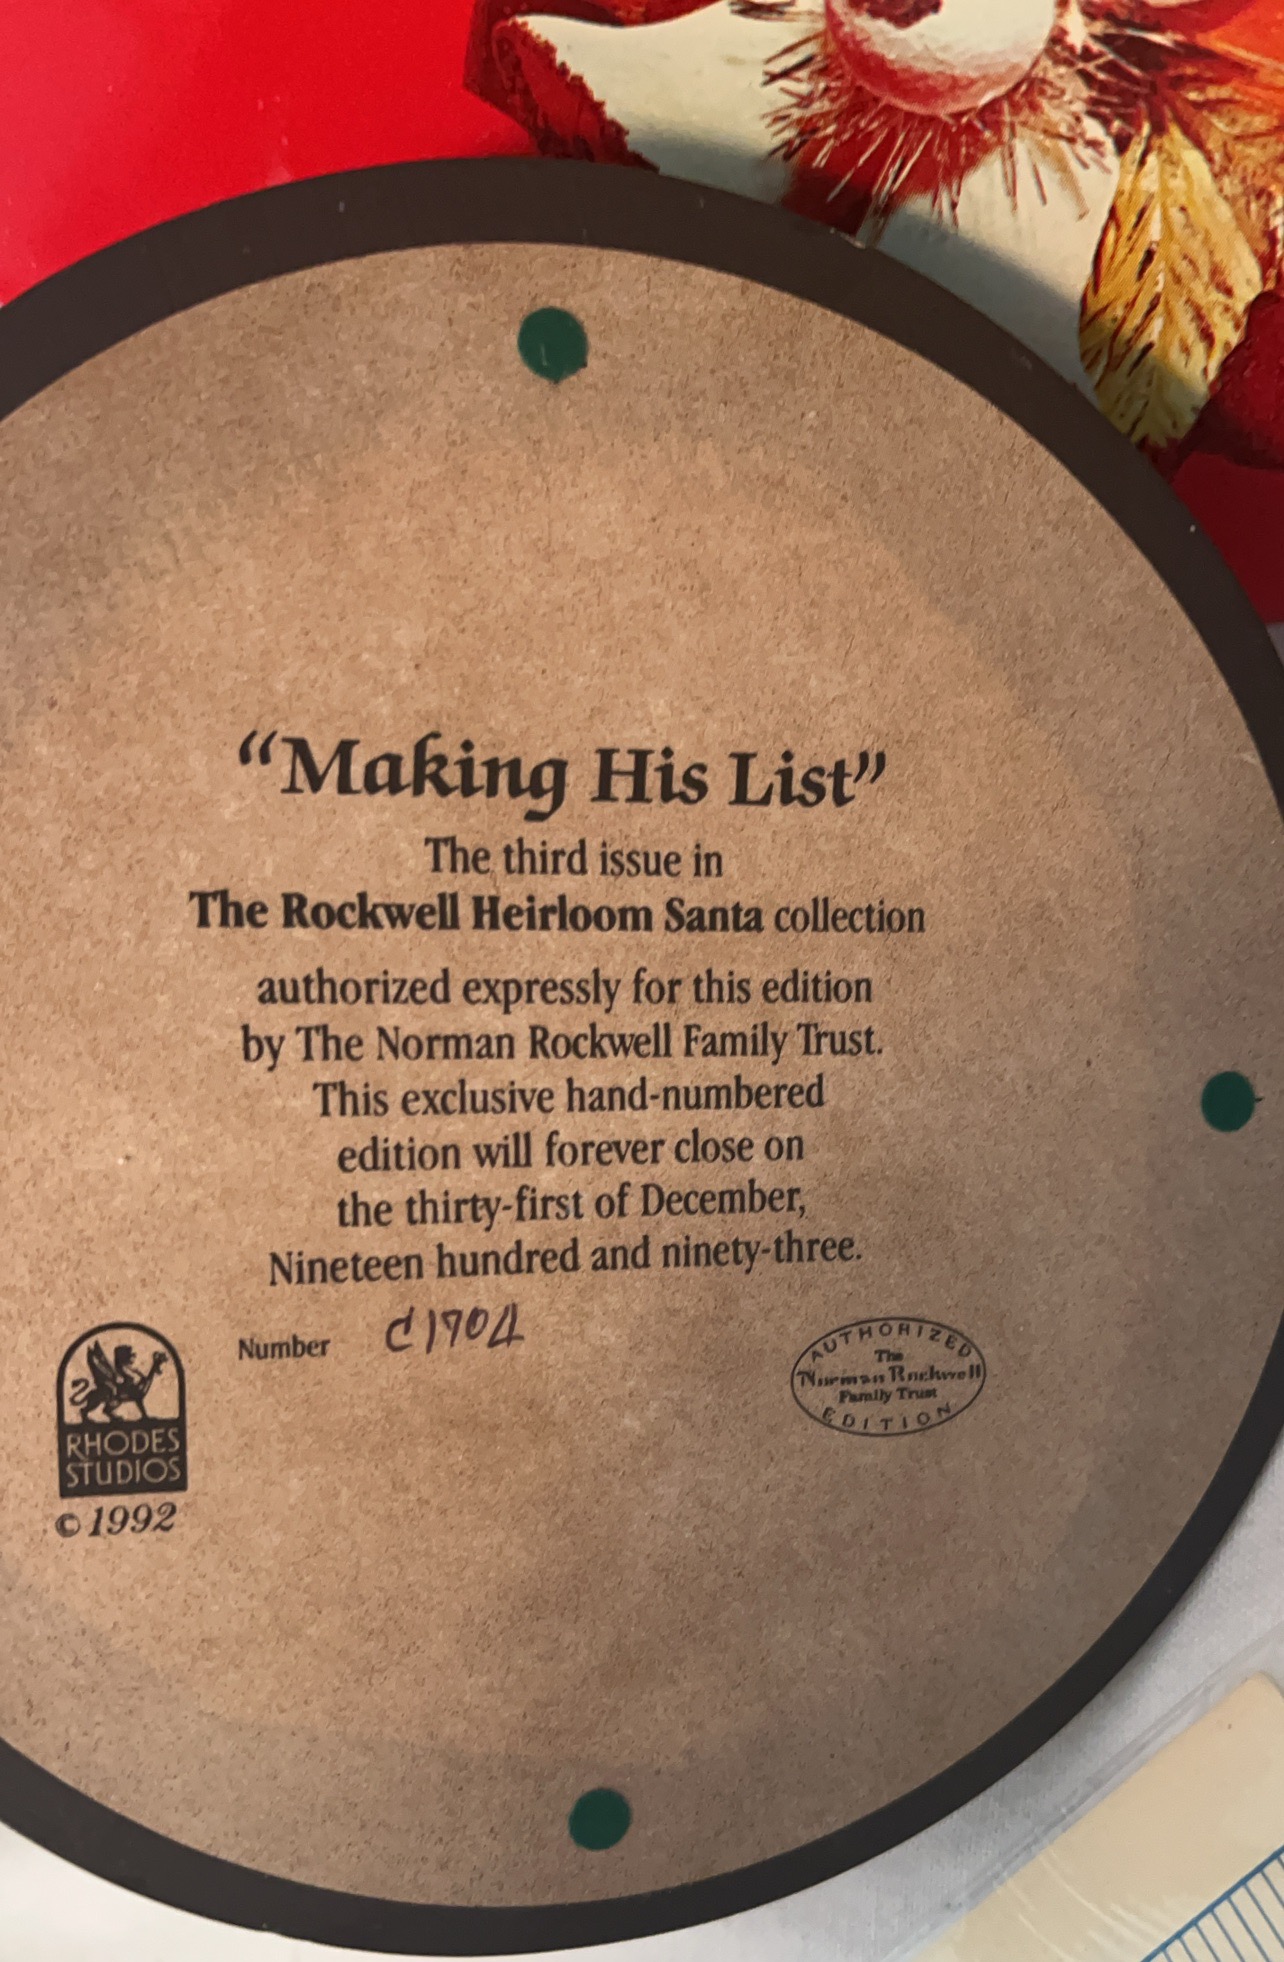 “Making His List”
The third issue in
The Rockwell Heirloom Santa collection
authorized expressly for this edition
by The Norman Rockwell Family Trust.
This exclusive hand-numbered
edition will forever close on
the thirty-first of December,
Nineteen hundred and ninety-three.
Number C1704
RHODES
STUDIOS
© 1992
AUTHORIZED
The
Norman Rockwell
Family Trust
EDITION